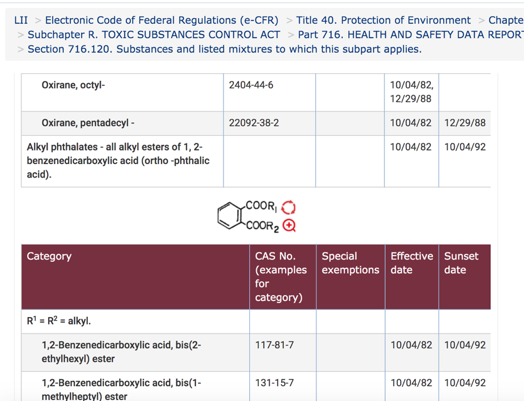 LII > Electronic Code of Federal Regulations (e-CFR) > Title 40. Protection of Environment > Chapte
> Subchapter R. TOXIC SUBSTANCES CONTROL ACT > Part 716. HEALTH AND SAFETY DATA REPORT
> Section 716.120. Substances and listed mixtures to which this subpart applies.
Oxirane, octyl- 2404-44-6 10/04/82,
12/29/88
Oxirane, pentadecyl - 22092-38-2 10/04/82 12/29/88
Alkyl phthalates - all alkyl esters of 1, 2- 10/04/82 10/04/92
benzenedicarboxylic acid (ortho -phthalic
acid).
COOR₁
COOR₂
Category CAS No. Special Effective Sunset
(examples exemptions date date
for
category)
R¹ = R² = alkyl.
1,2-Benzenedicarboxylic acid, bis(2- 117-81-7 10/04/82 10/04/92
ethylhexyl) ester
1,2-Benzenedicarboxylic acid, bis(1- 131-15-7 10/04/82 10/04/92
methylheptyl) ester